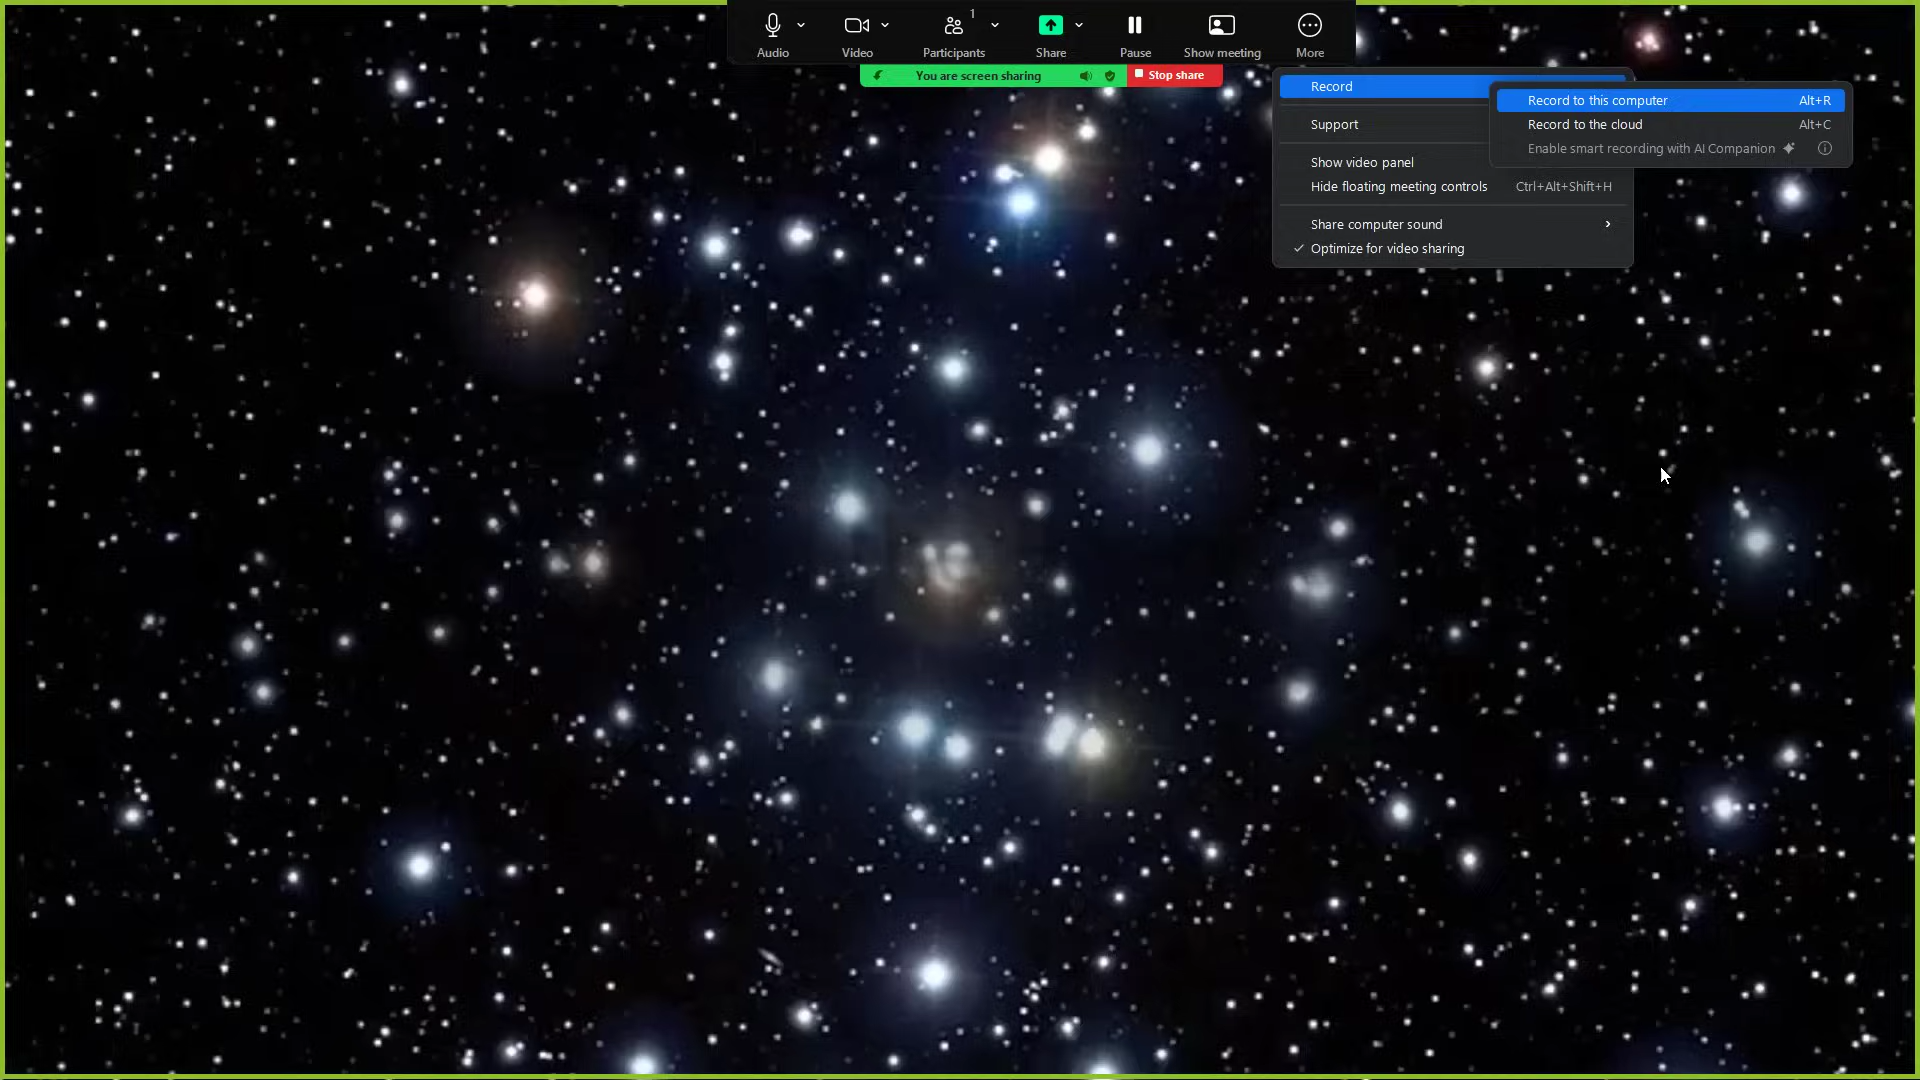 1
Audio
Video
Participants
Share
Pause
Show meeting
More
You are screen sharing
Stop share
Record
Support
Show video panel
Hide floating meeting controls Ctrl+Alt+Shift+H
Share computer sound
Optimize for video sharing
Record to this computer Alt+R
Record to the cloud Alt+C
Enable smart recording with AI Companion